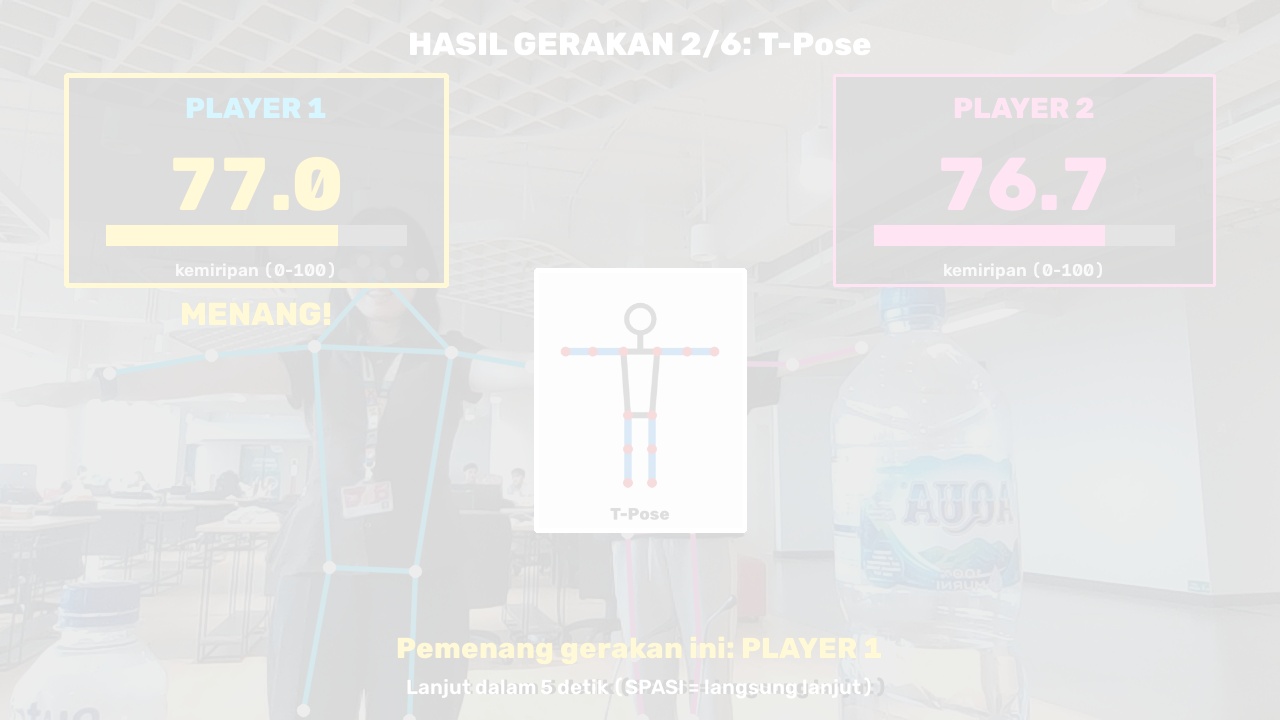 HASIL GERAKAN 2/6: T-Pose
PLAYER 1
77.0
kemiripan (0-100)
MENANG!
PLAYER 2
76.7
kemiripan (0-100)
T-Pose
AQUA
Pemenang gerakan ini: PLAYER 1
Lanjut dalam 5 detik (SPASI = langsung lanjut)